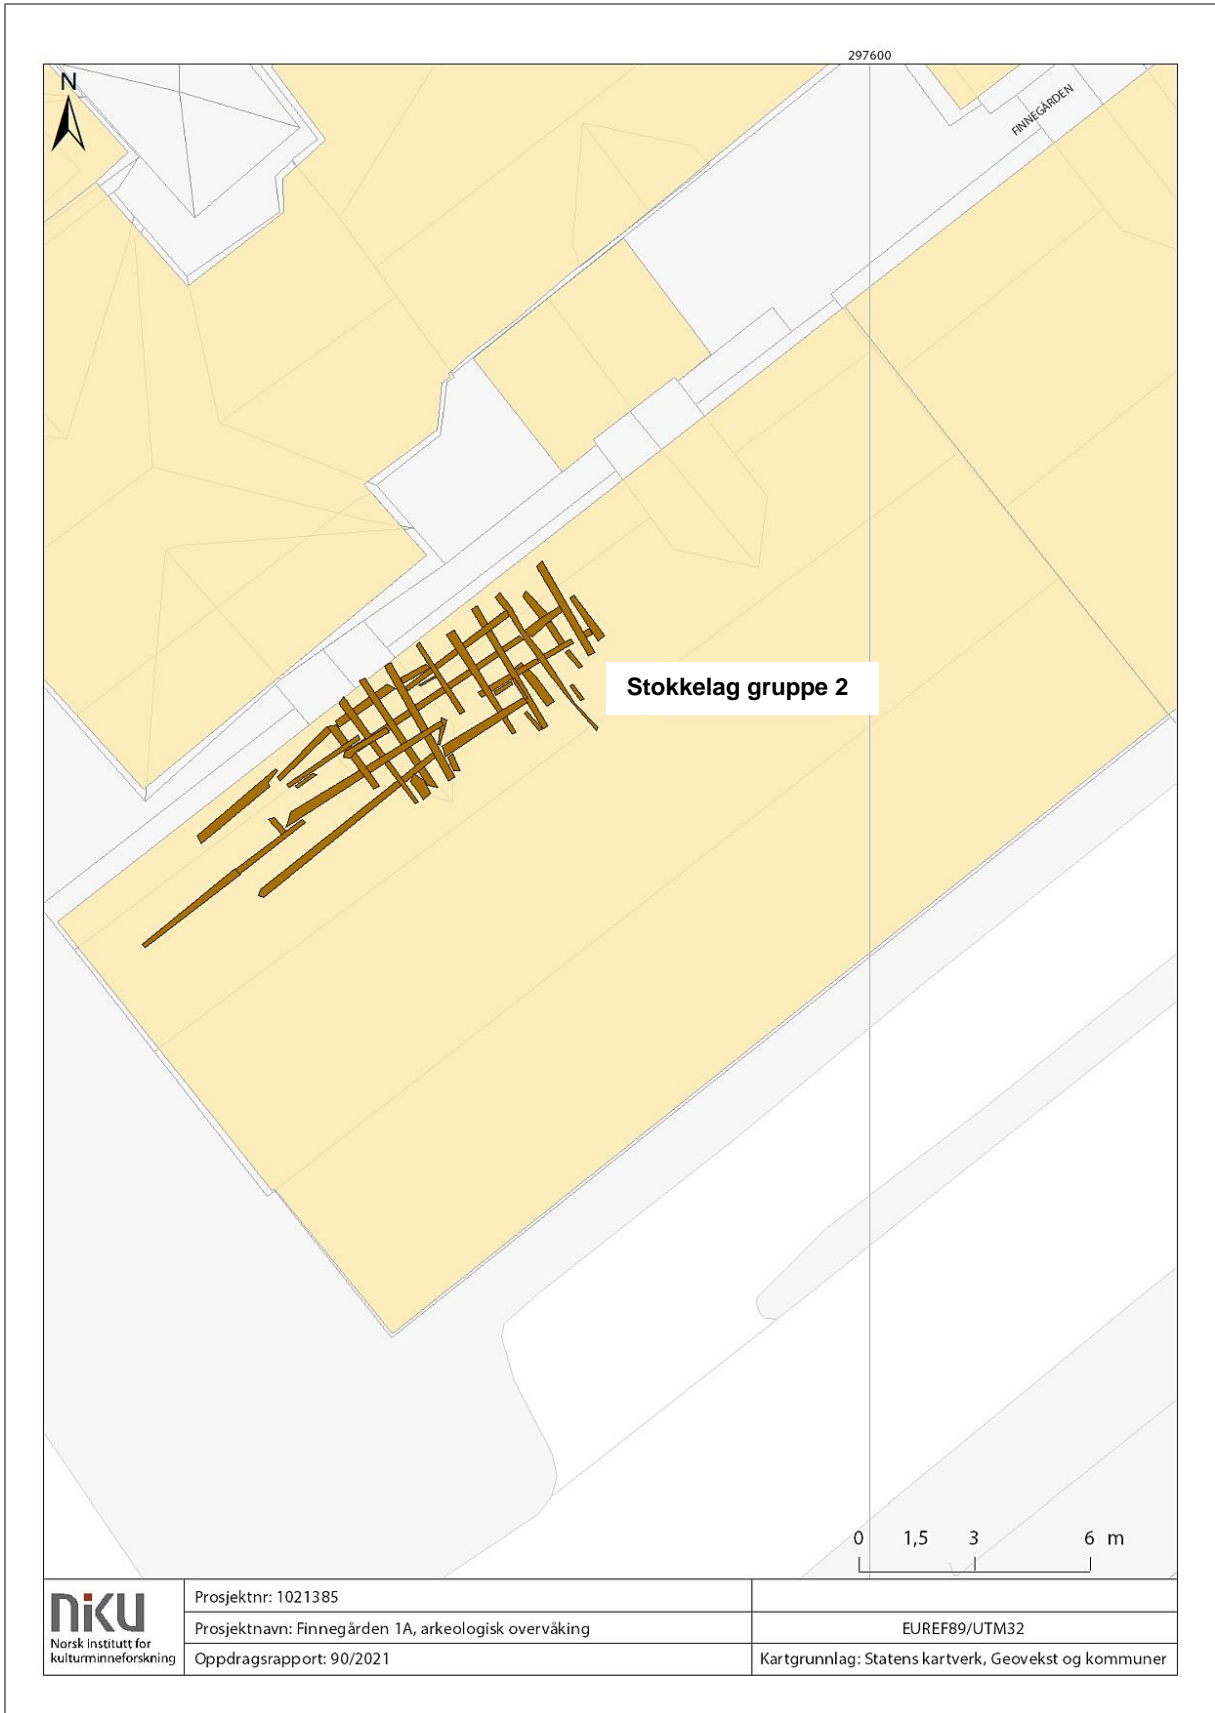 297600
N
FINNEGÅRDEN
Stokkelag gruppe 2
0 1,5 3 6 m
niku
Norsk institutt for
kulturminneforskning
Prosjektnr: 1021385
Prosjektnavn: Finnegården 1A, arkeologisk overvåking
EUREF89/UTM32
Oppdragsrapport: 90/2021
Kartgrunnlag: Statens kartverk, Geovekst og kommuner